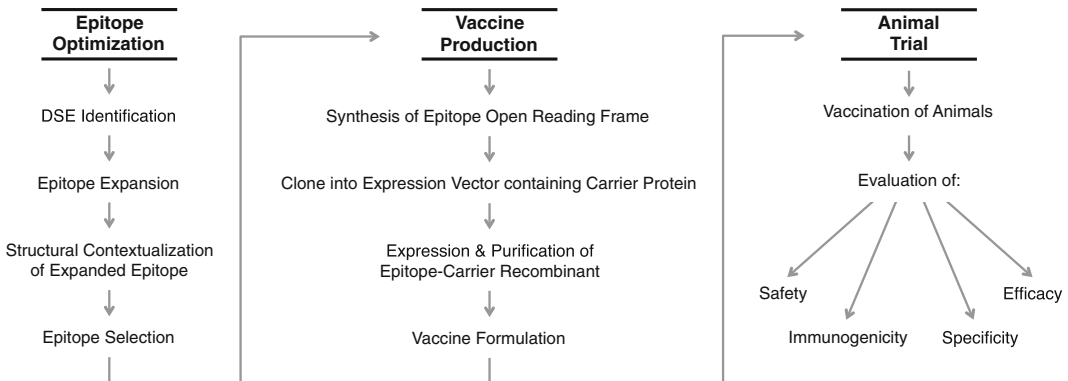 Epitope
Optimization
DSE Identification
Epitope Expansion
Structural Contextualization
of Expanded Epitope
Epitope Selection
Vaccine
Production
Synthesis of Epitope Open Reading Frame
Clone into Expression Vector containing Carrier Protein
Expression & Purification of
Epitope-Carrier Recombinant
Vaccine Formulation
Animal
Trial
Vaccination of Animals
Evaluation of:
Safety
Immunogenicity
Specificity
Efficacy